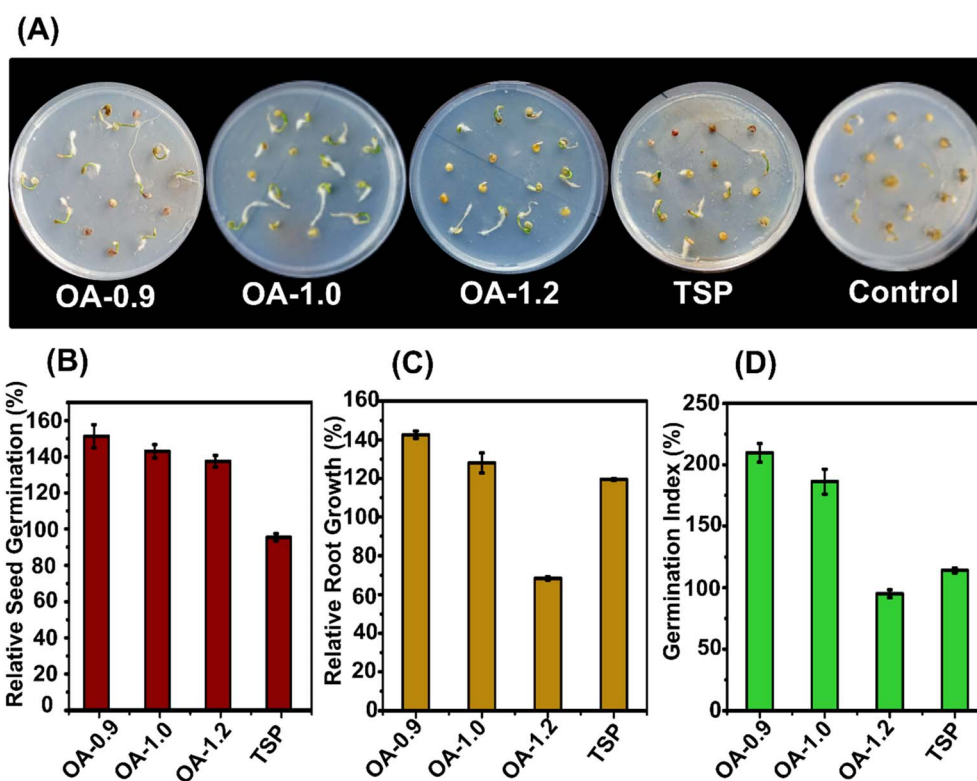 (A)
OA-0.9 OA-1.0 OA-1.2 TSP Control
(B)
Relative Seed Germination (%)
160
140
120
100
80
60
40
20
0
OA-0.9 OA-1.0 OA-1.2 TSP
(C)
Relative Root Growth (%)
160
140
120
100
80
60
40
20
0
OA-0.9 OA-1.0 OA-1.2 TSP
(D)
Germination Index (%)
250
200
150
100
50
0
OA-0.9 OA-1.0 OA-1.2 TSP